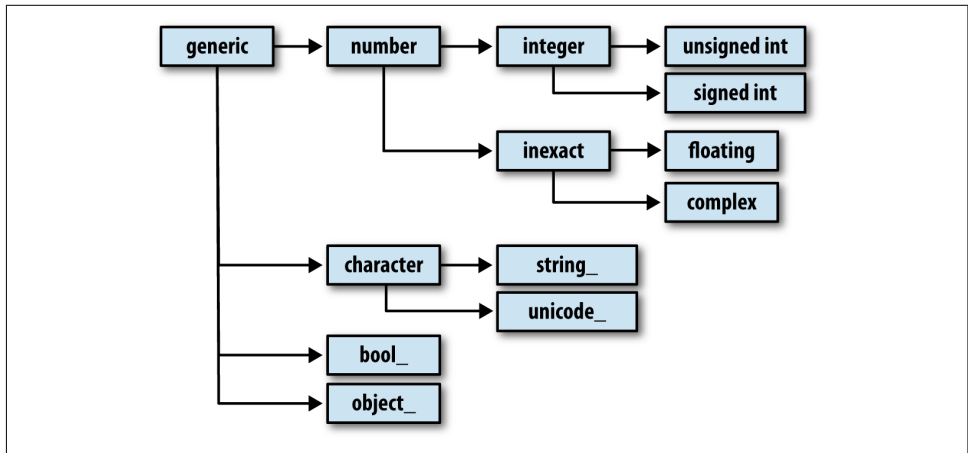 generic
number
integer
unsigned int
signed int
inexact
floating
complex
character
string_
unicode_
bool_
object_